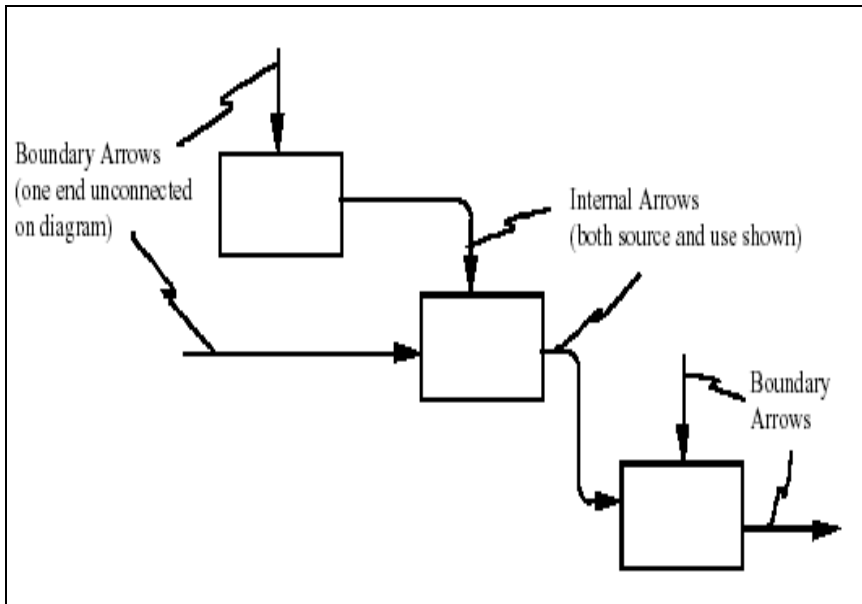 Boundary Arrows
(one end unconnected
on diagram)
Internal Arrows
(both source and use shown)
Boundary
Arrows